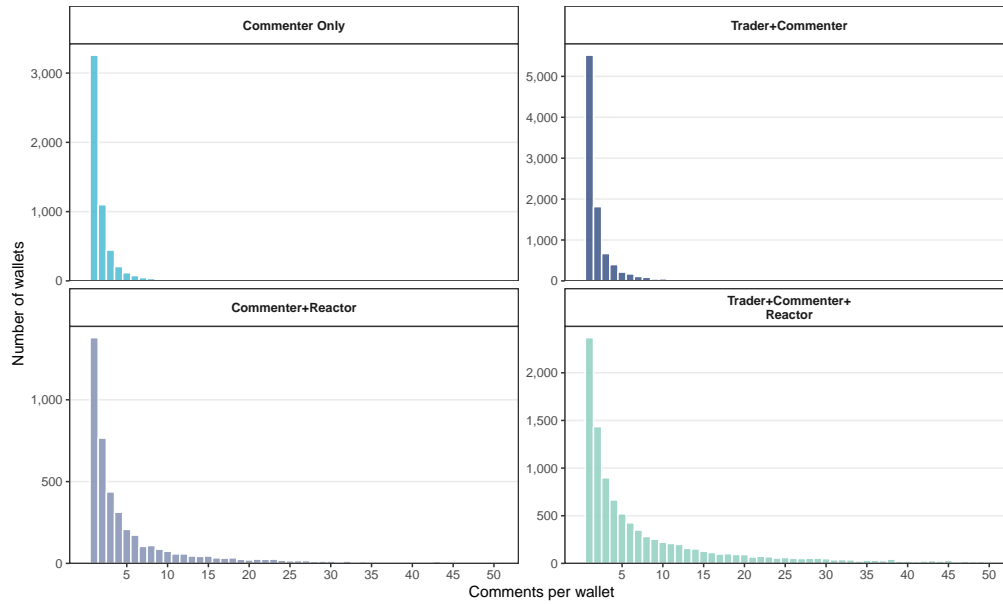 Commenter Only
Trader+Commenter
3,000
2,000
1,000
0
5,000
4,000
3,000
2,000
1,000
0
Number of wallets
Commenter+Reactor
Trader+Commenter+
Reactor
1,000
500
0
2,000
1,500
1,000
500
0
5 10 15 20 25 30 35 40 45 50
5 10 15 20 25 30 35 40 45 50
Comments per wallet